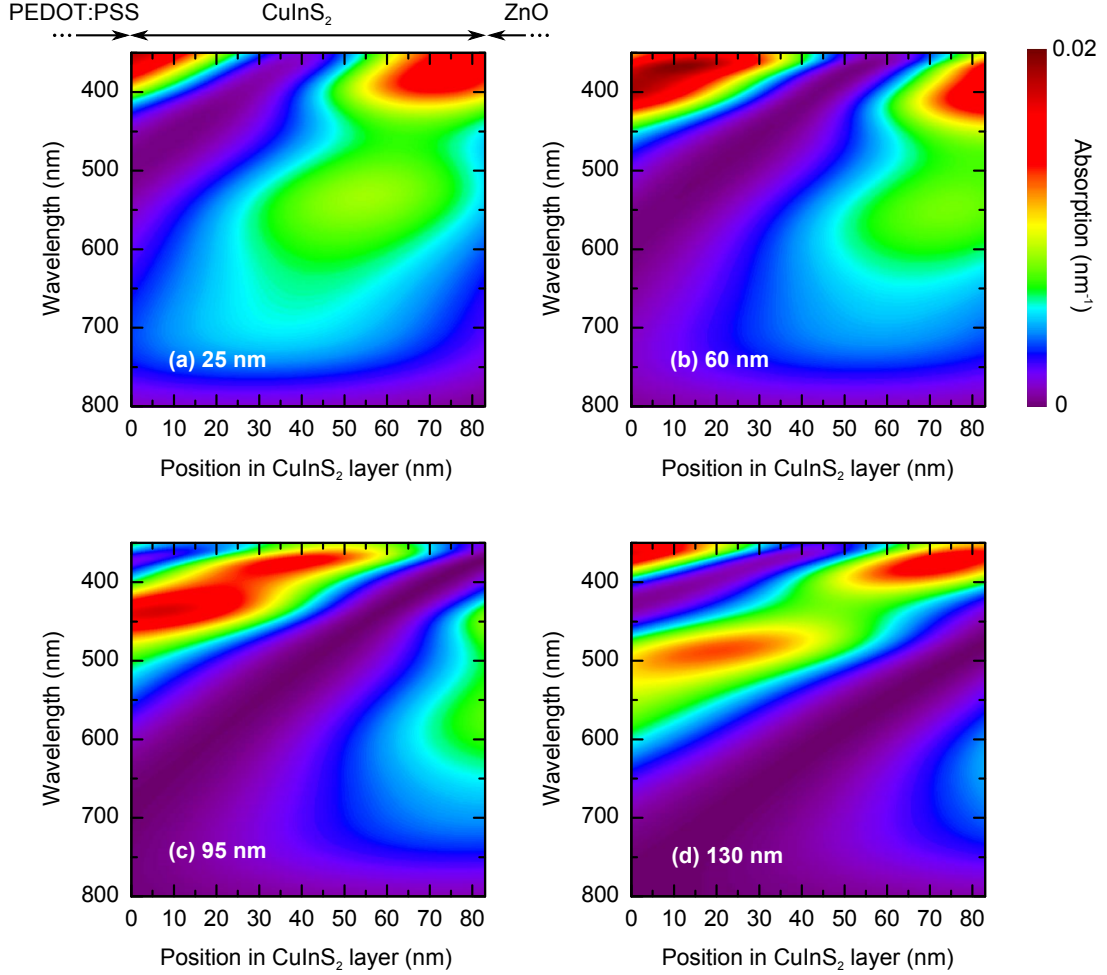 PEDOT:PSS CuInS₂ ZnO
... ...
400
500
600
700
800
Wavelength (nm)
(a) 25 nm
0 10 20 30 40 50 60 70 80
Position in CuInS₂ layer (nm)
400
500
600
700
800
Wavelength (nm)
(b) 60 nm
0 10 20 30 40 50 60 70 80
Position in CuInS₂ layer (nm)
0.02
Absorption (nm⁻¹)
0
400
500
600
700
800
Wavelength (nm)
(c) 95 nm
0 10 20 30 40 50 60 70 80
Position in CuInS₂ layer (nm)
400
500
600
700
800
Wavelength (nm)
(d) 130 nm
0 10 20 30 40 50 60 70 80
Position in CuInS₂ layer (nm)